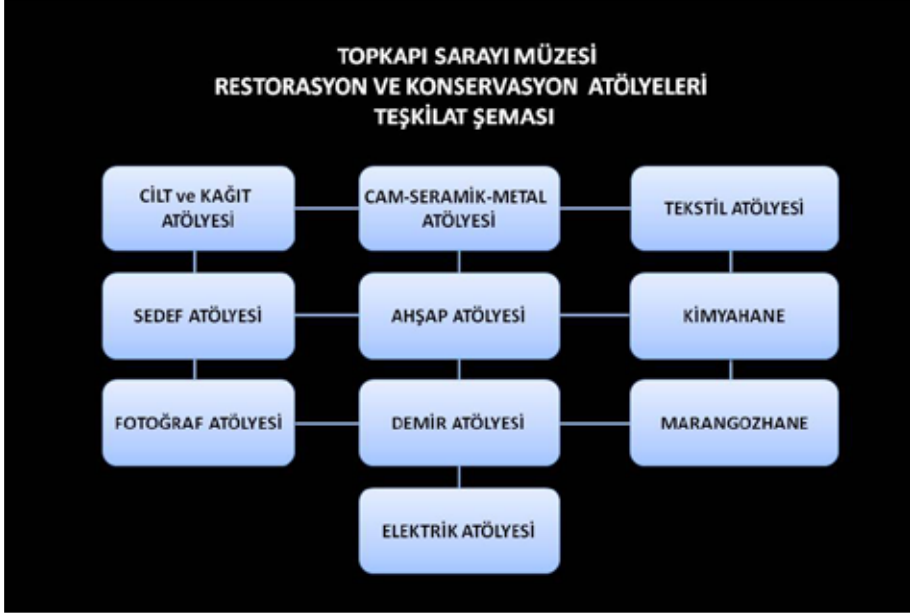 TOPKAPI SARAYI MÜZESİ
RESTORASYON VE KONSERVASYON ATÖLYELERİ
TEŞKİLAT ŞEMASI
CİLT ve KAĞIT
ATÖLYESİ
CAM-SERAMİK-METAL
ATÖLYESİ
TEKSTİL ATÖLYESİ
SEDEF ATÖLYESİ
AHŞAP ATÖLYESİ
KİMYAHANE
FOTOĞRAF ATÖLYESİ
DEMİR ATÖLYESİ
MARANGOZHANE
ELEKTRİK ATÖLYESİ